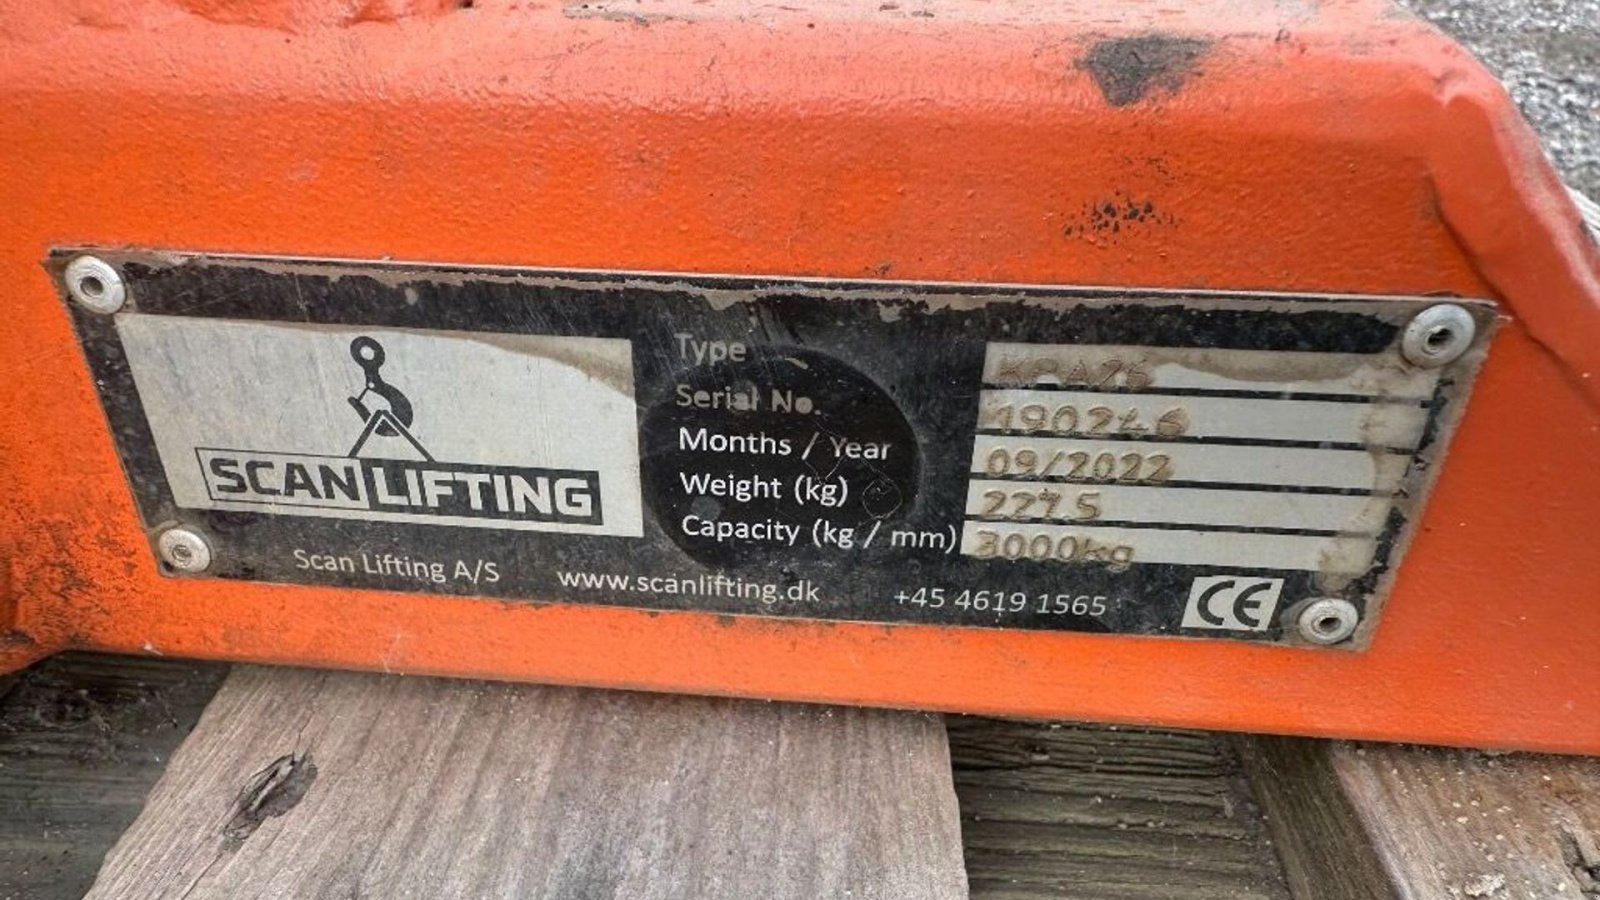 SCAN LIFTING
Type KPA25
Serial No. 190246
Months / Year 09/2022
Weight (kg) 227.5
Capacity (kg / mm) 3000kg
Scan Lifting A/S www.scanlifting.dk +45 4619 1565 CE